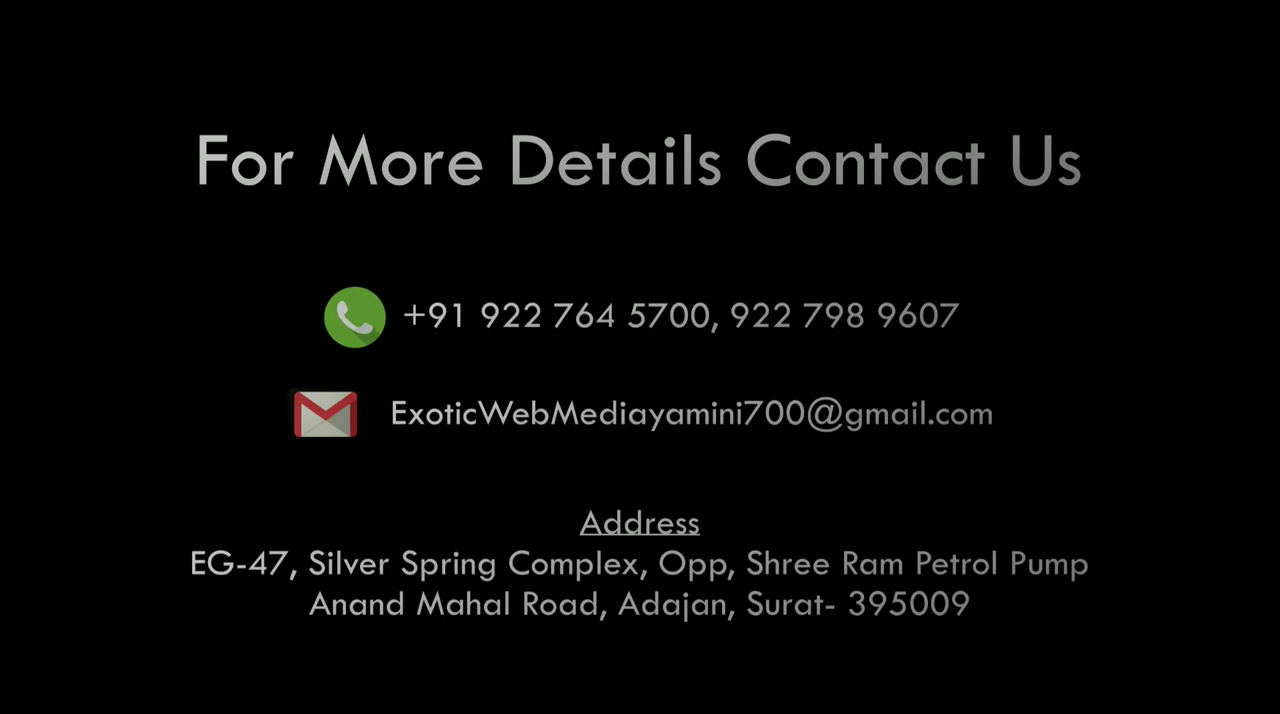 For More Details Contact Us
+91 922 764 5700, 922 798 9607
ExoticWebMediayamini700@gmail.com
Address
EG-47, Silver Spring Complex, Opp, Shree Ram Petrol Pump
Anand Mahal Road, Adajan, Surat- 395009